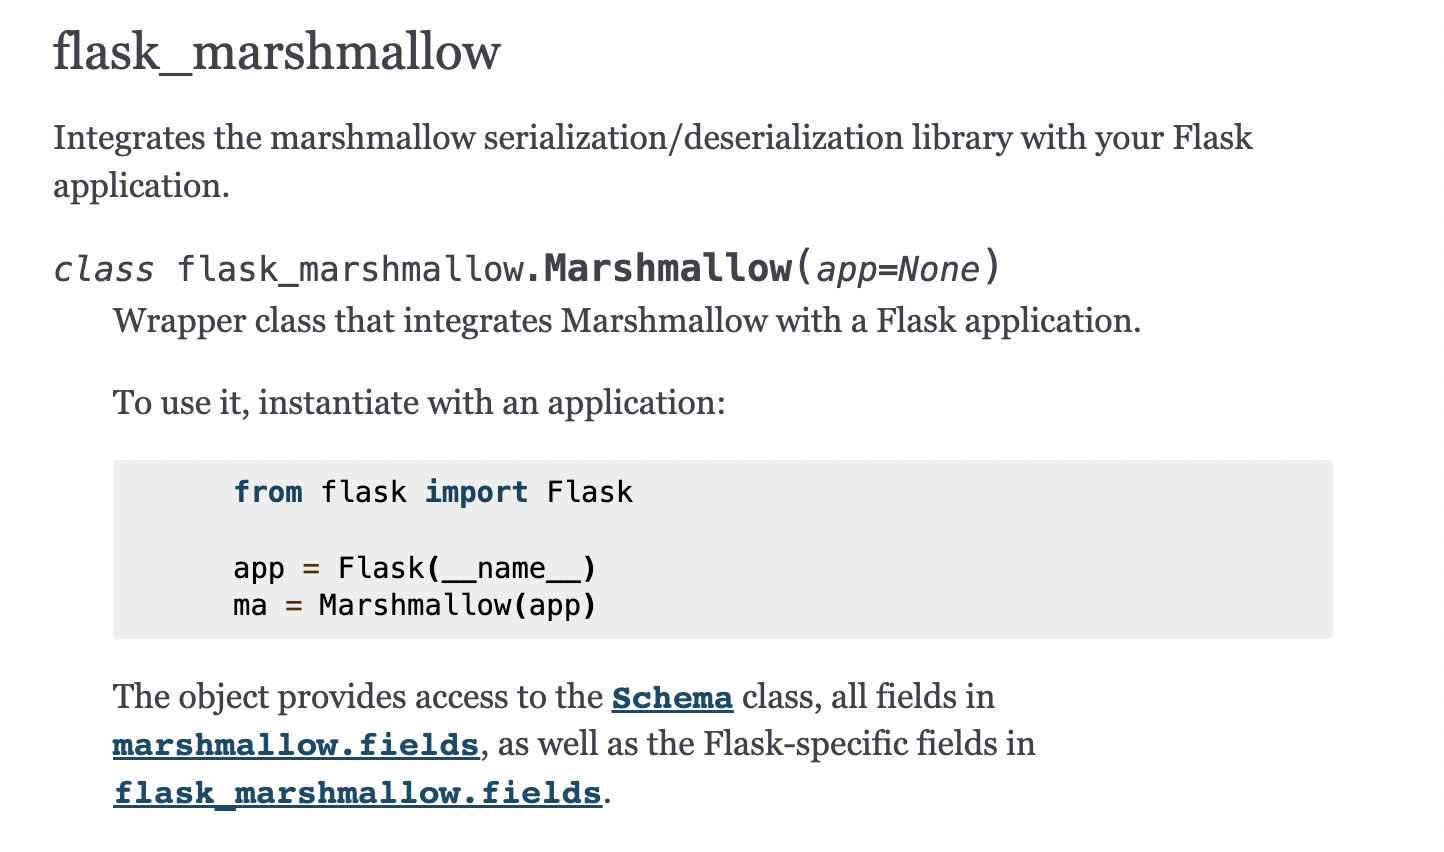 flask_marshmallow
Integrates the marshmallow serialization/deserialization library with your Flask
application.
class flask_marshmallow.Marshmallow(app=None)
Wrapper class that integrates Marshmallow with a Flask application.
To use it, instantiate with an application:
from flask import Flask
app = Flask(__name__)
ma = Marshmallow(app)
The object provides access to the Schema class, all fields in
marshmallow.fields, as well as the Flask-specific fields in
flask_marshmallow.fields.